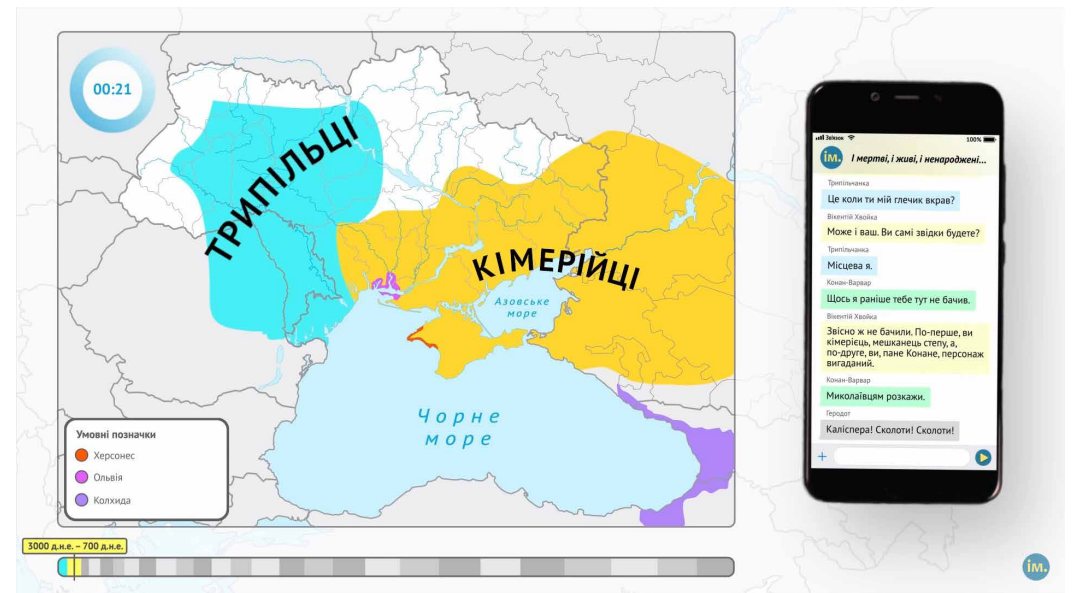 00:21
ТРИПІЛЬЦІ
КІМЕРІЙЦІ
Азовське
море
Чорне
море
Умовні позначки
Херсонес
Ольвія
Колхида
3000 д.н.е. – 700 д.н.е.
Зв'язок
100%
ім.
І мертві, і живі, і ненароджені...
Трипільчанка
Це коли ти мій глечик вкрав?
Вікентій Хвойка
Може і ваш. Ви самі звідки будете?
Трипільчанка
Місцева я.
Конан-Варвар
Щось я раніше тебе тут не бачив.
Вікентій Хвойка
Звісно ж не бачили. По-перше, ви
кімерієць, мешканець степу, а,
по-друге, ви, пане Конане, персонаж
вигаданий.
Конан-Варвар
Миколаївцям розкажи.
Геродот
Каліспера! Сколоти! Сколоти!
ім.